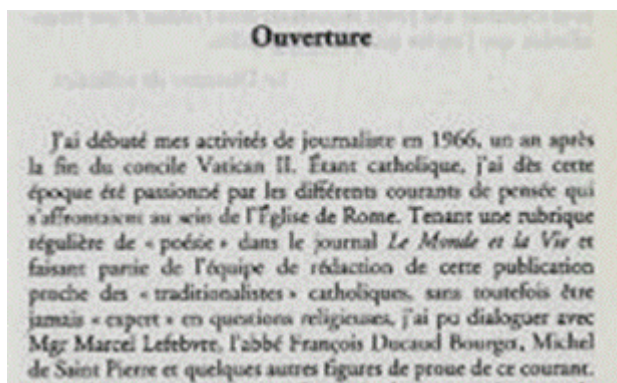 Ouverture
J'ai débuté mes activités de journaliste en 1966, un an après
la fin du concile Vatican II. Étant catholique, j'ai dès cette
époque été passionné par les différents courants de pensée qui
s'affrontaient au sein de l'Église de Rome. Tenant une rubrique
régulière de « poésie » dans le journal Le Monde et la Vie et
faisant partie de l'équipe de rédaction de cette publication
proche des « traditionalistes » catholiques, sans toutefois être
jamais « expert » en questions religieuses, j'ai pu dialoguer avec
Mgr Marcel Lefebvre, l'abbé François Ducaud Bourget, Michel
de Saint Pierre et quelques autres figures de proue de ce courant.